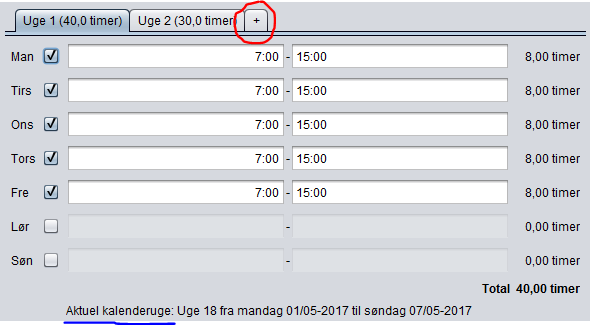 Uge 1 (40,0 timer) Uge 2 (30,0 timer) +
Man 7:00 - 15:00 8,00 timer
Tirs 7:00 - 15:00 8,00 timer
Ons 7:00 - 15:00 8,00 timer
Tors 7:00 - 15:00 8,00 timer
Fre 7:00 - 15:00 8,00 timer
Lør - 0,00 timer
Søn - 0,00 timer
Total 40,00 timer
Aktuel kalenderuge: Uge 18 fra mandag 01/05-2017 til søndag 07/05-2017